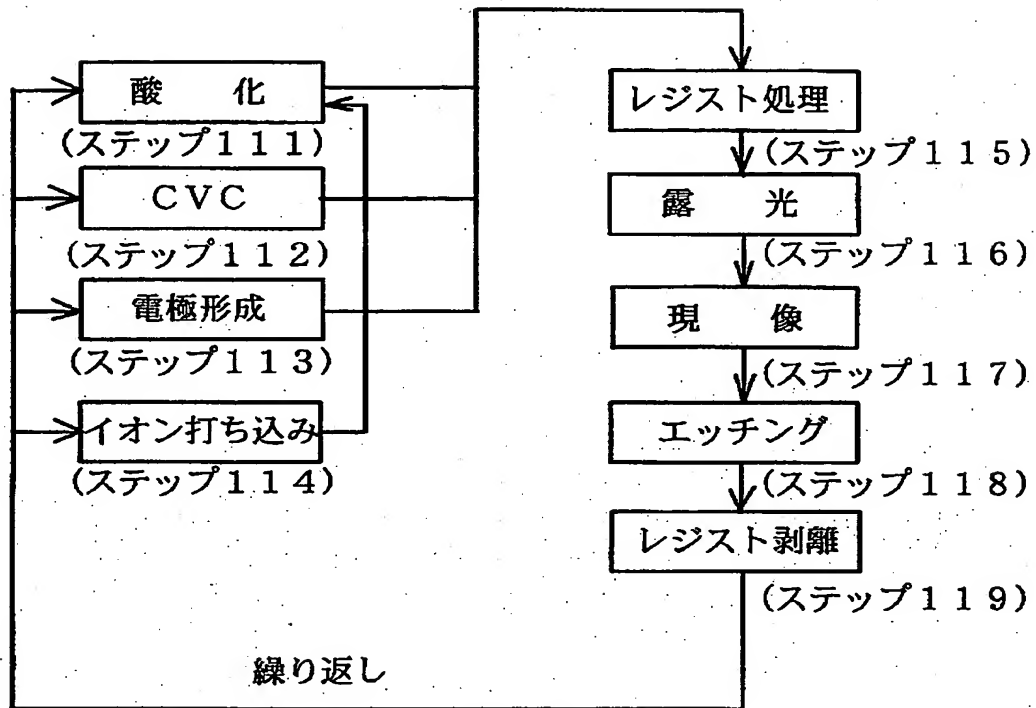 酸 化
(ステップ111)
CVC
(ステップ112)
電極形成
(ステップ113)
イオン打ち込み
(ステップ114)
レジスト処理
(ステップ115)
露 光
(ステップ116)
現 像
(ステップ117)
エッチング
(ステップ118)
レジスト剥離
(ステップ119)
繰り返し